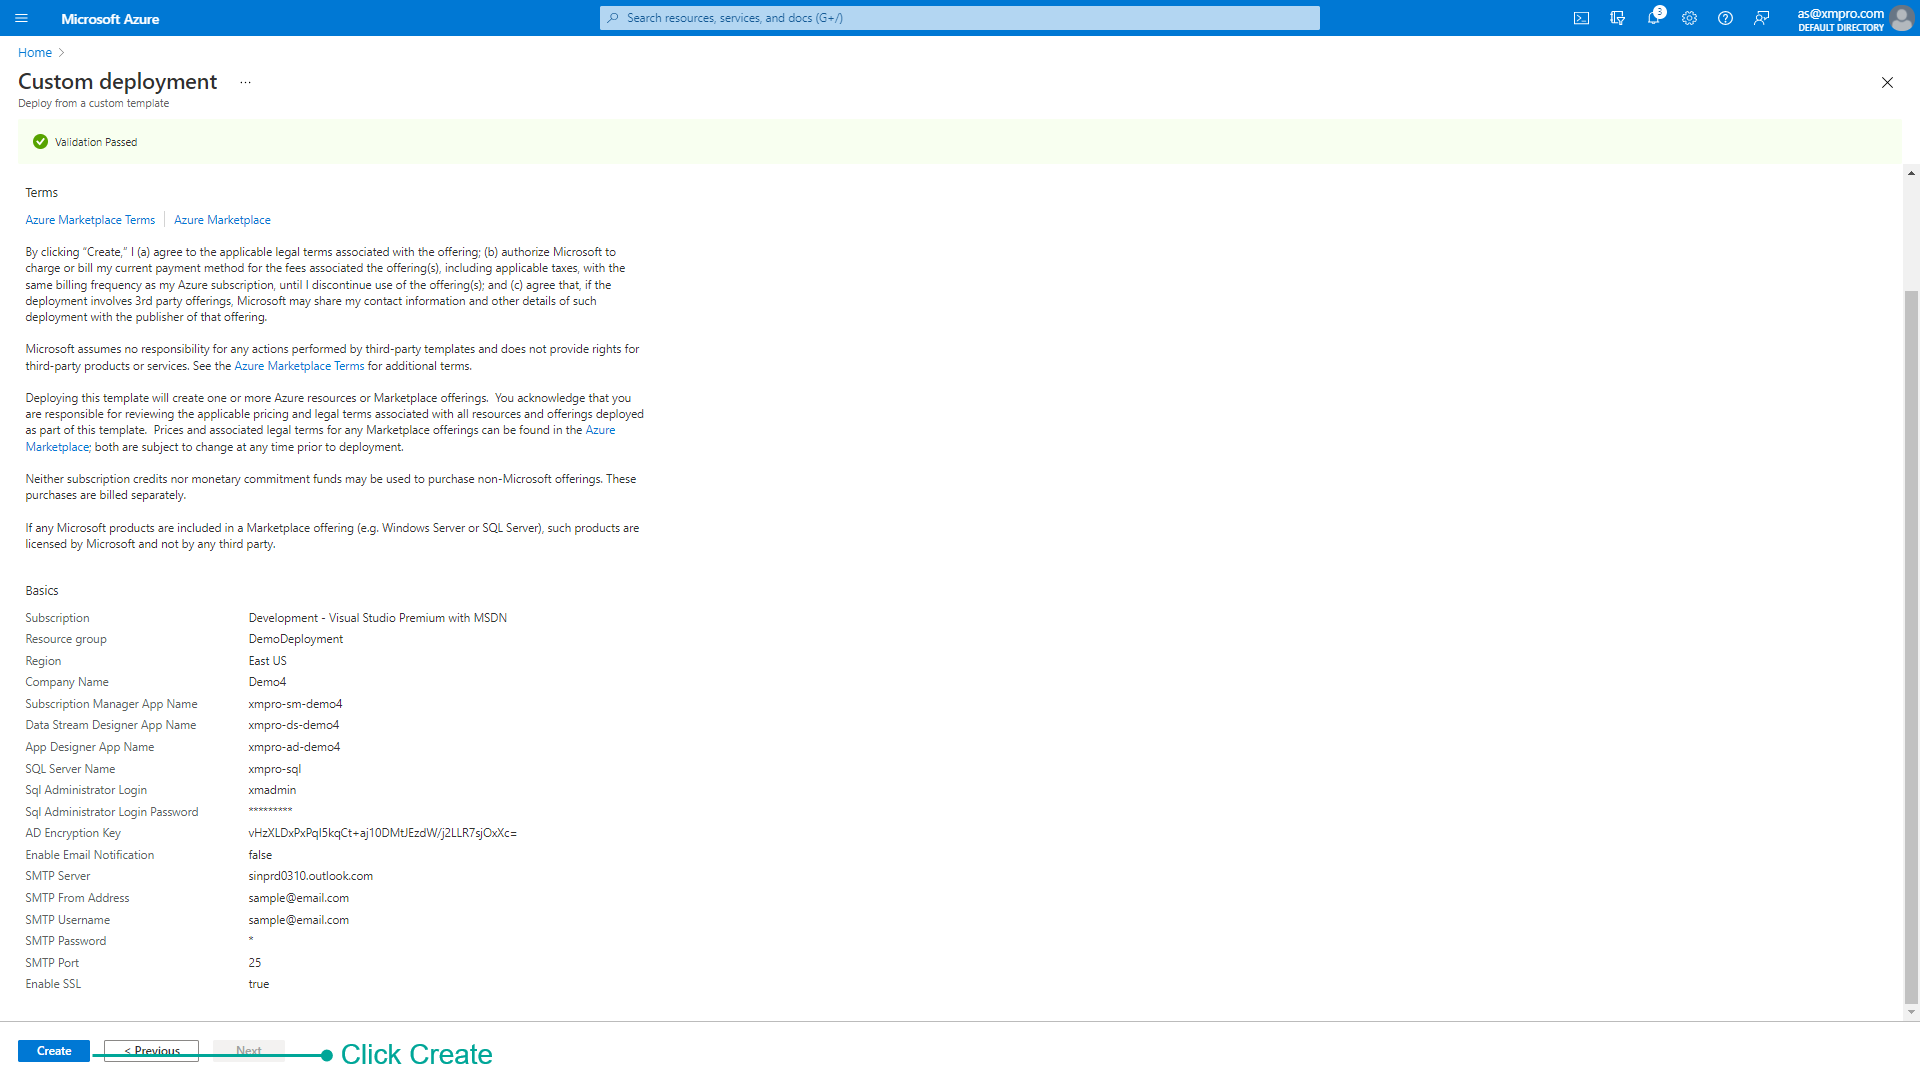 Microsoft Azure
Search resources, services, and docs (G+/)
3
as@xmpro.com
DEFAULT DIRECTORY
Home
Custom deployment ...
Deploy from a custom template
Validation Passed
Terms
Azure Marketplace Terms
Azure Marketplace
By clicking “Create,” I (a) agree to the applicable legal terms associated with the offering; (b) authorize Microsoft to
charge or bill my current payment method for the fees associated the offering(s), including applicable taxes, with the
same billing frequency as my Azure subscription, until I discontinue use of the offering(s); and (c) agree that, if the
deployment involves 3rd party offerings, Microsoft may share my contact information and other details of such
deployment with the publisher of that offering.
Microsoft assumes no responsibility for any actions performed by third-party templates and does not provide rights for
third-party products or services. See the Azure Marketplace Terms for additional terms.
Deploying this template will create one or more Azure resources or Marketplace offerings. You acknowledge that you
are responsible for reviewing the applicable pricing and legal terms associated with all resources and offerings deployed
as part of this template. Prices and associated legal terms for any Marketplace offerings can be found in the Azure
Marketplace; both are subject to change at any time prior to deployment.
Neither subscription credits nor monetary commitment funds may be used to purchase non-Microsoft offerings. These
purchases are billed separately.
If any Microsoft products are included in a Marketplace offering (e.g. Windows Server or SQL Server), such products are
licensed by Microsoft and not by any third party.
Basics
Subscription Development - Visual Studio Premium with MSDN
Resource group DemoDeployment
Region East US
Company Name Demo4
Subscription Manager App Name xmpro-sm-demo4
Data Stream Designer App Name xmpro-ds-demo4
App Designer App Name xmpro-ad-demo4
SQL Server Name xmpro-sql
Sql Administrator Login xmadmin
Sql Administrator Login Password *********
AD Encryption Key vHzXLDxPxPqI5kqCt+aj10DMtJEzdW/j2LLR7sjOxXc=
Enable Email Notification false
SMTP Server sinprd0310.outlook.com
SMTP From Address sample@email.com
SMTP Username sample@email.com
SMTP Password *
SMTP Port 25
Enable SSL true
Create
< Previous
Next
Click Create